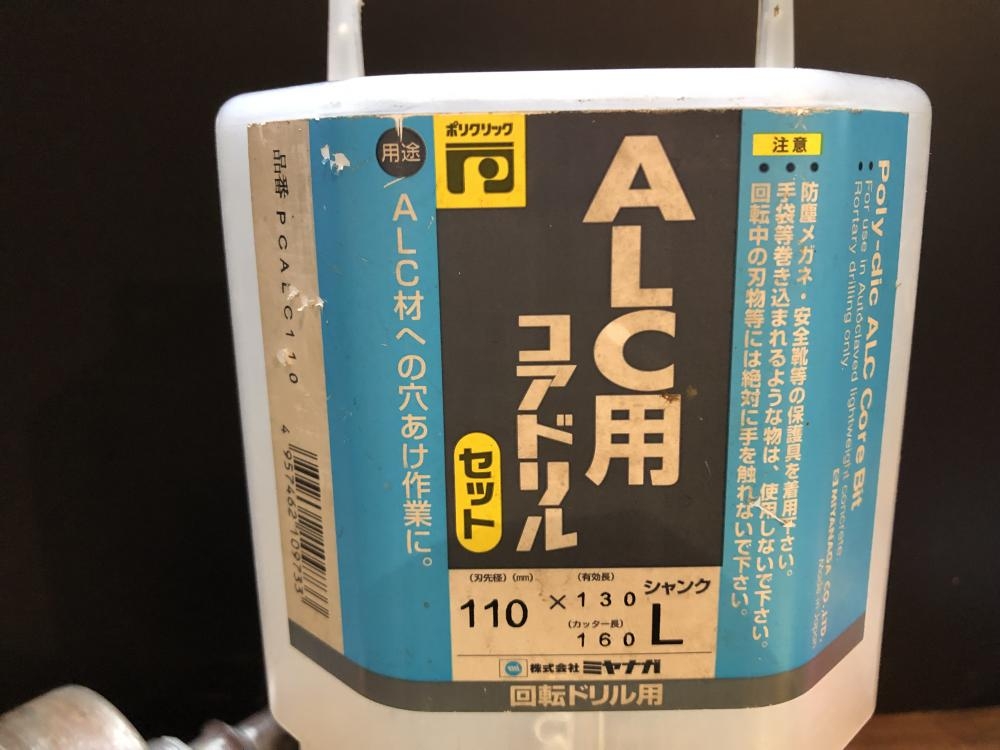 品番 PCALC110
4 957462 109733
用途
ALC材への穴あけ作業に。
ポリクリック
ALC用
コアドリル
セット
(刃先径) (mm) (有効長) シャンク
110 × 130 L
(カッター長)
160
株式会社 ミヤナガ
回転ドリル用
注意
• 防塵メガネ・安全靴等の保護具を着用下さい。
• 手袋等巻き込まれるような物は、使用しないで下さい。
• 回転中の刃物等には絶対に手を触れないで下さい。
Poly-clic ALC Core Bit
: For use in Autoclaved lightweight concrete.
: Rortary drilling only.
MIYANAGA CO.,LTD.
Made in Japan